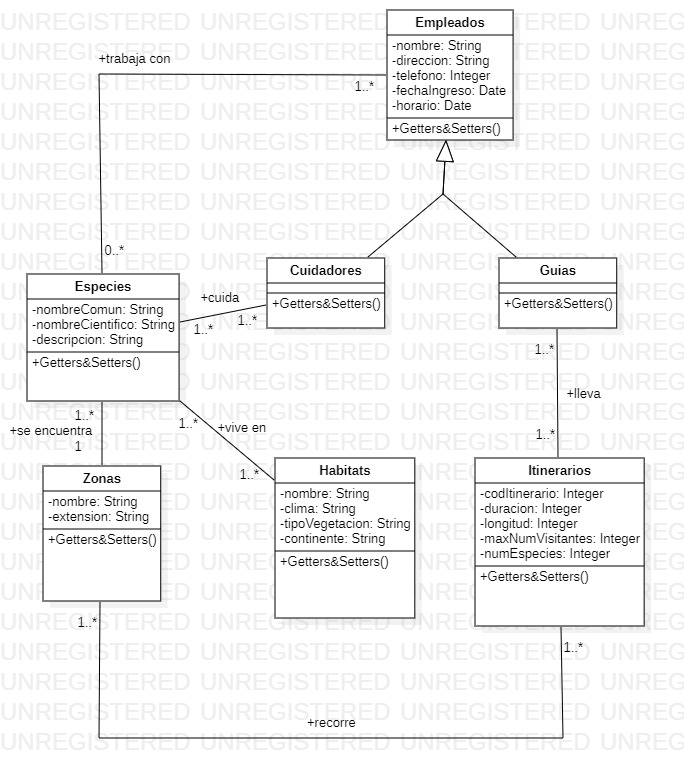 Empleados
-nombre: String
-direccion: String
-telefono: Integer
-fechaIngreso: Date
-horario: Date
+Getters&Setters()
+trabaja con
1..*
0..*
Especies
-nombreComun: String
-nombreCientifico: String
-descripcion: String
+Getters&Setters()
+cuida
1..*
1..*
Cuidadores
+Getters&Setters()
Guias
+Getters&Setters()
1..*
+lleva
1..*
1..*
+se encuentra
1
1..*
+vive en
1..*
Zonas
-nombre: String
-extension: String
+Getters&Setters()
Habitats
-nombre: String
-clima: String
-tipoVegetacion: String
-continente: String
+Getters&Setters()
Itinerarios
-codItinerario: Integer
-duracion: Integer
-longitud: Integer
-maxNumVisitantes: Integer
-numEspecies: Integer
+Getters&Setters()
1..*
1..*
+recorre
UNREGISTERED